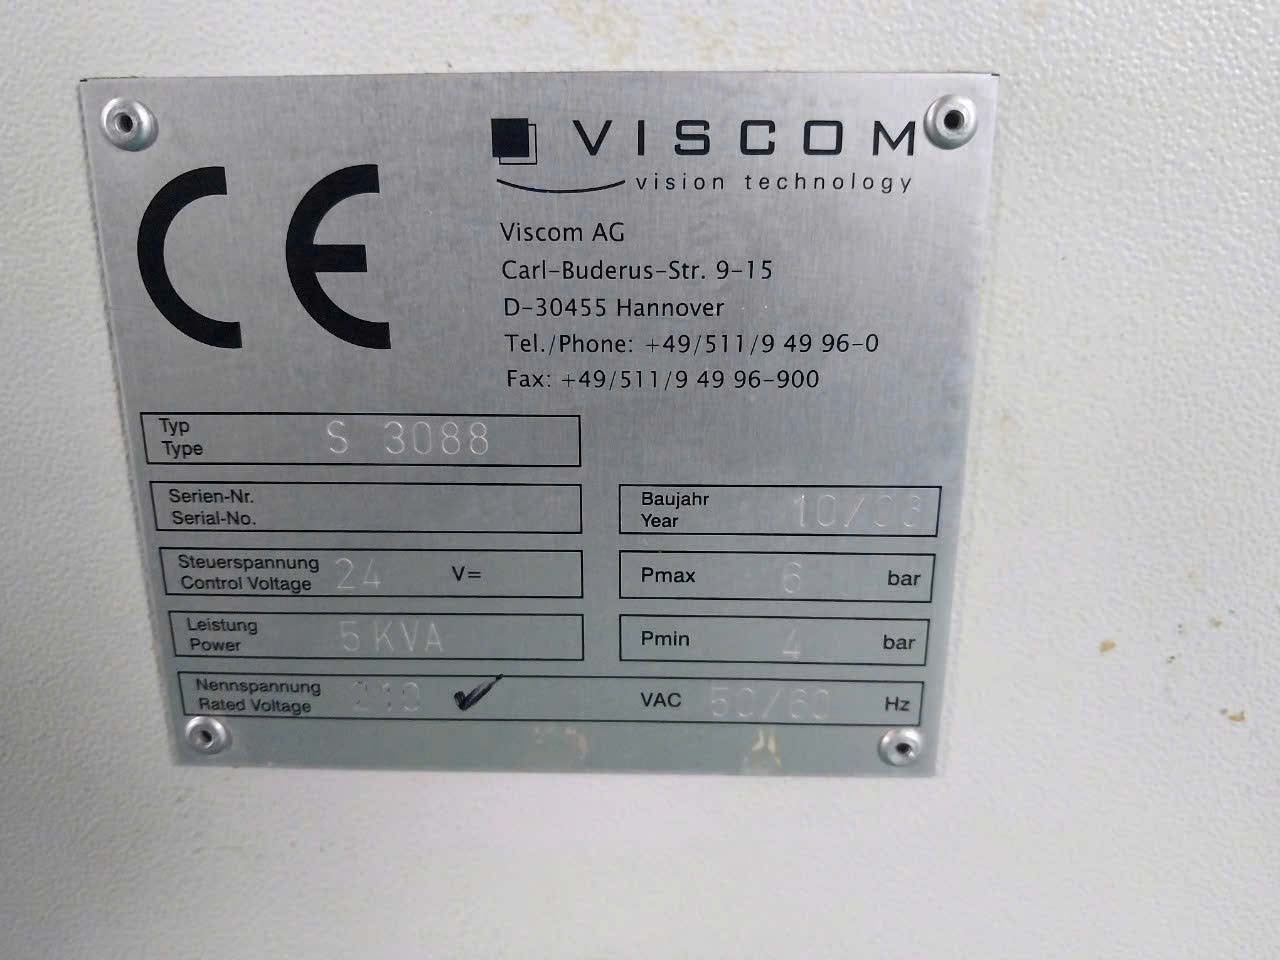 CE
VISCOM
vision technology
Viscom AG
Carl-Buderus-Str. 9-15
D-30455 Hannover
Tel./Phone: +49/511/9 49 96-0
Fax: +49/511/9 49 96-900
Typ
Type
S 3088
Serien-Nr.
Serial-No.
Baujahr
Year
Steuerspannung
Control Voltage
24 V=
Pmax 6 bar
Leistung
Power
5 KVA
Pmin 4 bar
Nennspannung
Rated Voltage
VAC 50/60 Hz